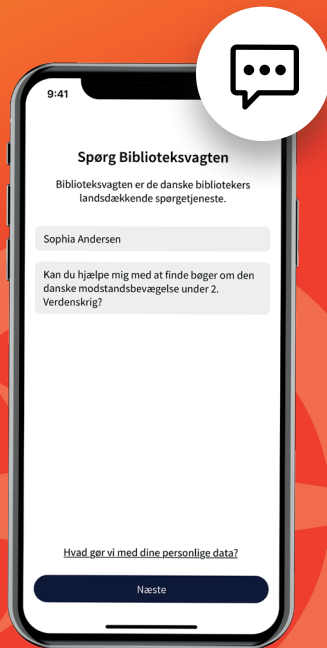 9:41
Spørg Biblioteksvagten
Biblioteksvagten er de danske bibliotekers
landsdækkende spørgetjeneste.
Sophia Andersen
Kan du hjælpe mig med at finde bøger om den
danske modstandsbevægelse under 2.
Verdenskrig?
Hvad gør vi med dine personlige data?
Næste